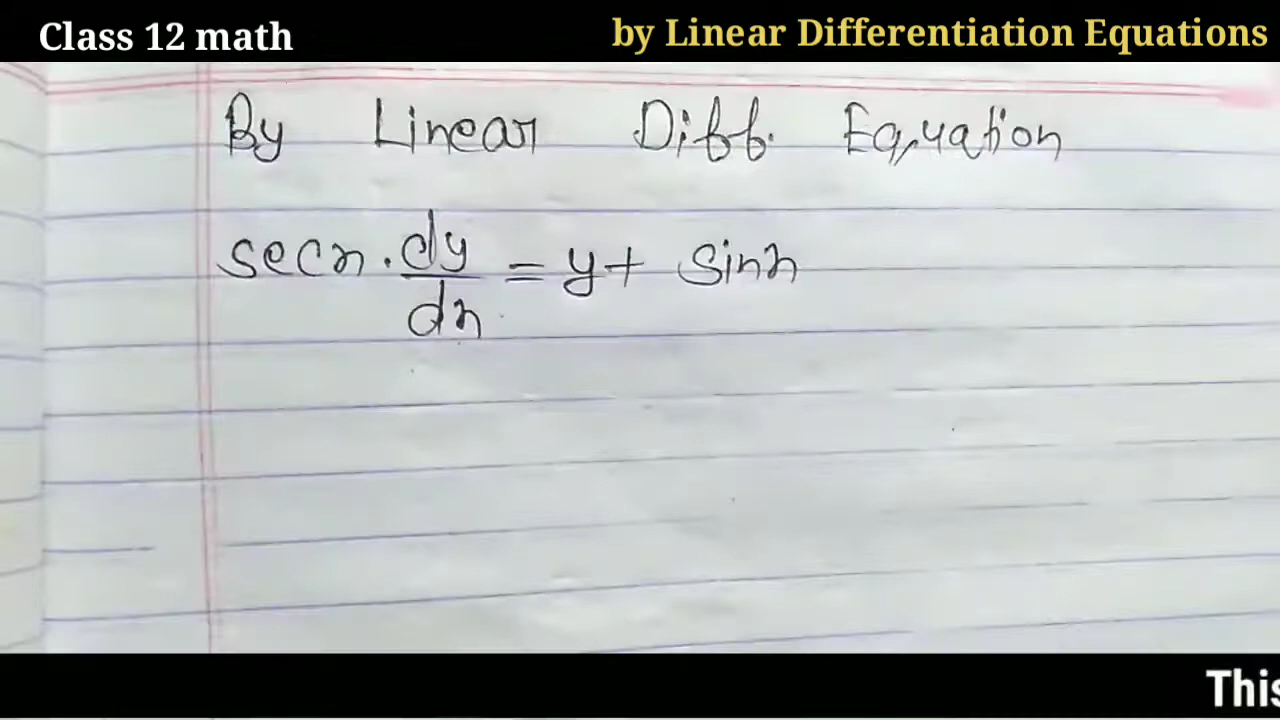 Class 12 math
by Linear Differentiation Equations
By Linear Diff. Equation
secx . dy/dx = y + sinx
This